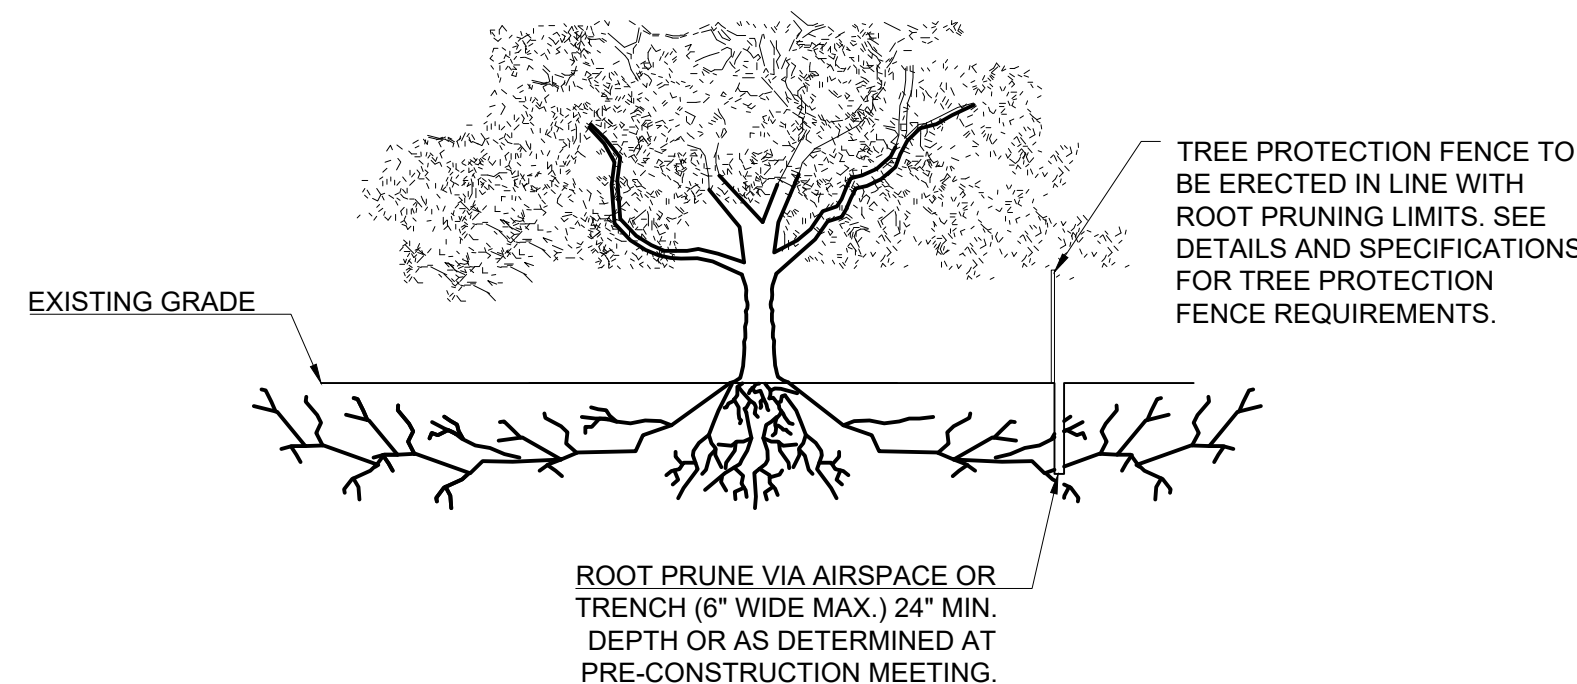 TREE PROTECTION FENCE TO
BE ERECTED IN LINE WITH
ROOT PRUNING LIMITS. SEE
DETAILS AND SPECIFICATIONS
FOR TREE PROTECTION
FENCE REQUIREMENTS.
EXISTING GRADE
ROOT PRUNE VIA AIRSPACE OR
TRENCH (6" WIDE MAX.) 24" MIN.
DEPTH OR AS DETERMINED AT
PRE-CONSTRUCTION MEETING.